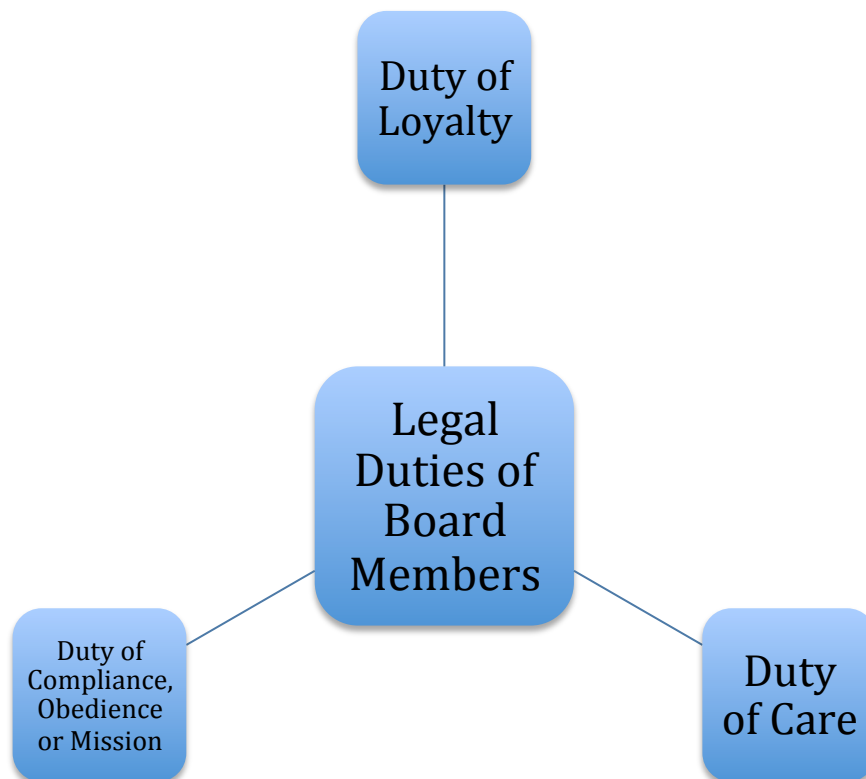 Duty of
Loyalty
Legal
Duties of
Board
Members
Duty of
Compliance,
Obedience
or Mission
Duty
of Care